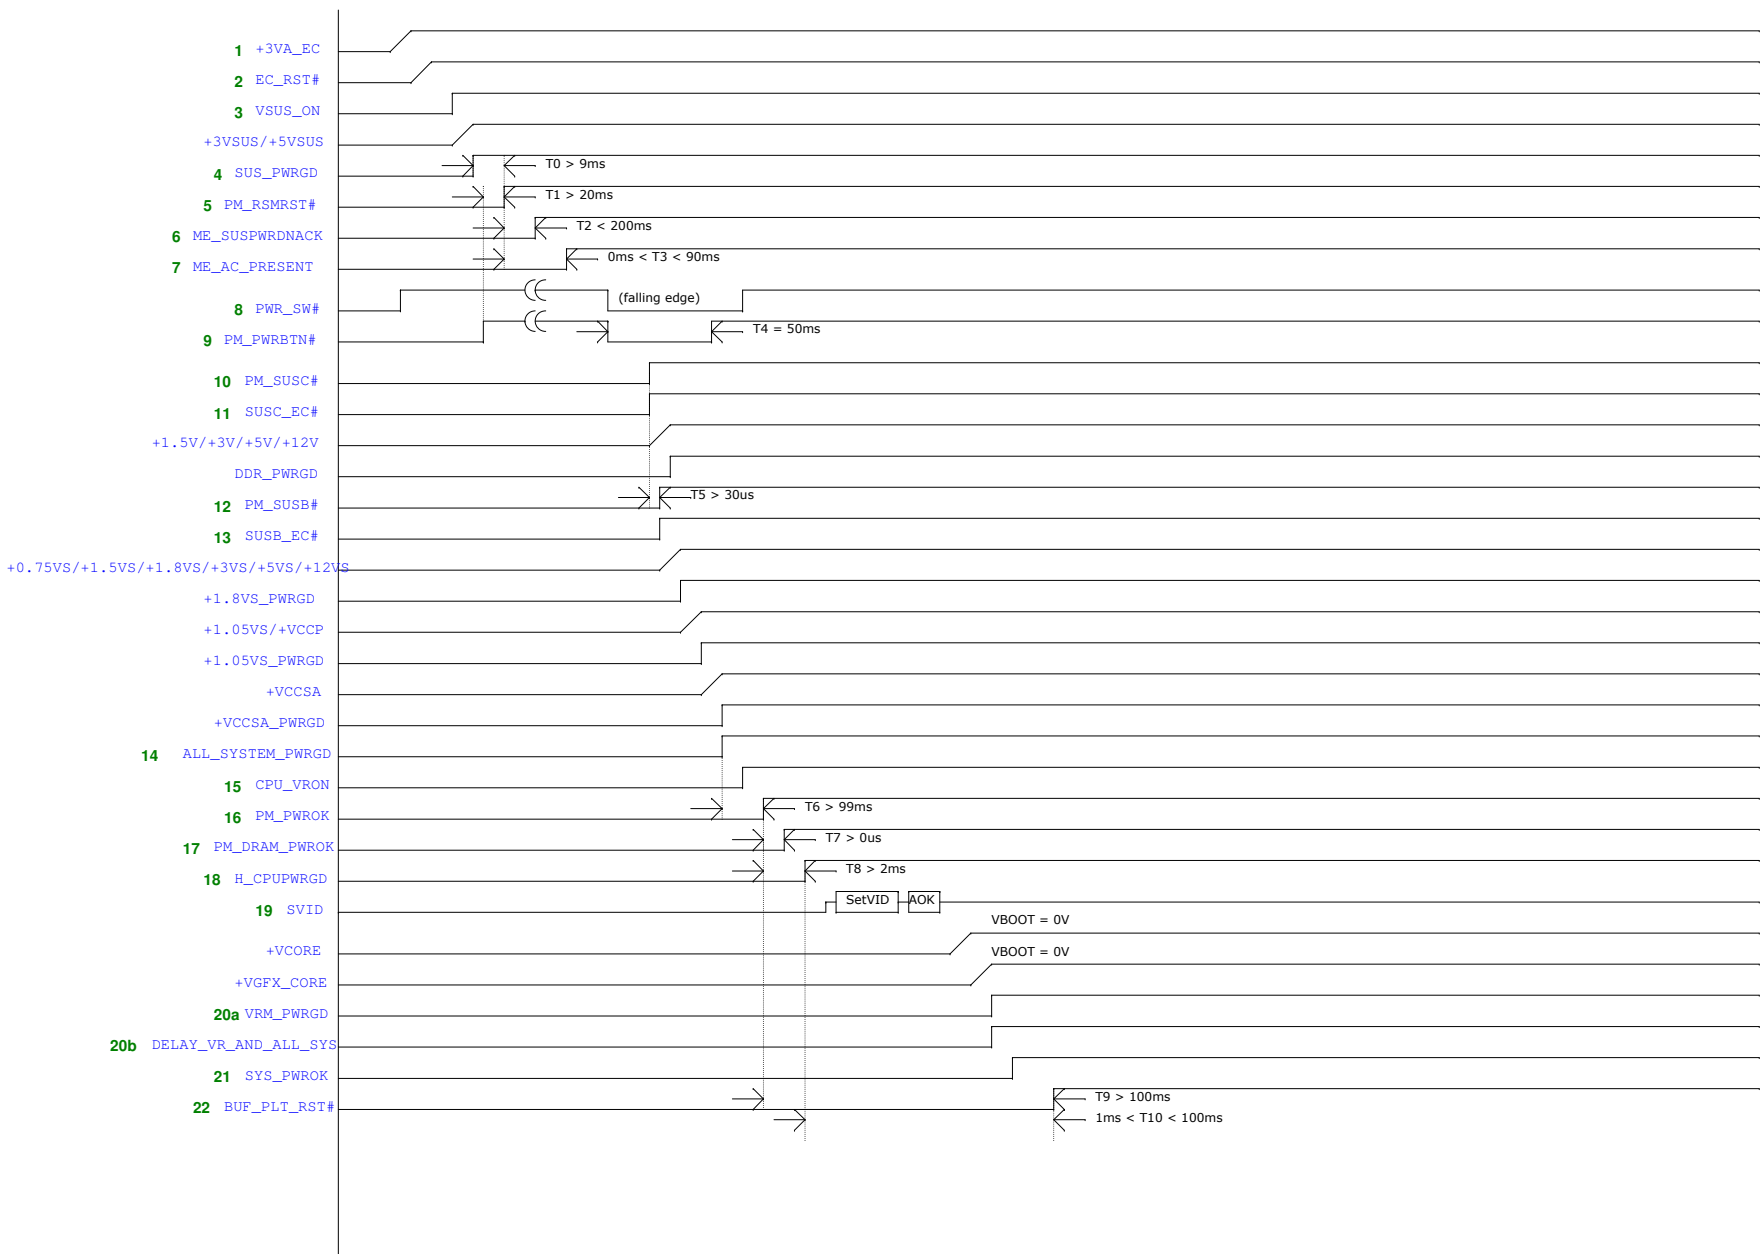 1 +3VA_EC
2 EC_RST#
3 VSUS_ON
+3VSUS/+5VSUS
4 SUS_PWRGD T0 > 9ms
5 PM_RSMRST# T1 > 20ms
6 ME_SUSPWRDNACK T2 < 200ms
7 ME_AC_PRESENT 0ms < T3 < 90ms
8 PWR_SW# (falling edge)
9 PM_PWRBTN# T4 = 50ms
10 PM_SUSC#
11 SUSC_EC#
+1.5V/+3V/+5V/+12V
DDR_PWRGD
12 PM_SUSB# T5 > 30us
13 SUSB_EC#
+0.75VS/+1.5VS/+1.8VS/+3VS/+5VS/+12VS
+1.8VS_PWRGD
+1.05VS/+VCCP
+1.05VS_PWRGD
+VCCSA
+VCCSA_PWRGD
14 ALL_SYSTEM_PWRGD
15 CPU_VRON
16 PM_PWROK T6 > 99ms
17 PM_DRAM_PWROK T7 > 0us
18 H_CPUPWRGD T8 > 2ms
19 SVID SetVID AOK
VBOOT = 0V
+VCORE VBOOT = 0V
+VGFX_CORE
20a VRM_PWRGD
20b DELAY_VR_AND_ALL_SYS
21 SYS_PWROK
22 BUF_PLT_RST# T9 > 100ms
1ms < T10 < 100ms